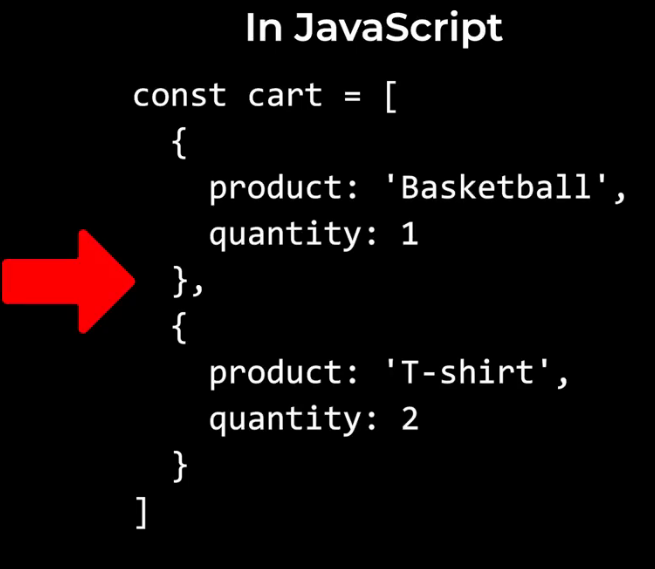 In JavaScript
const cart = [
  {
    product: 'Basketball',
    quantity: 1
  },
  {
    product: 'T-shirt',
    quantity: 2
  }
]